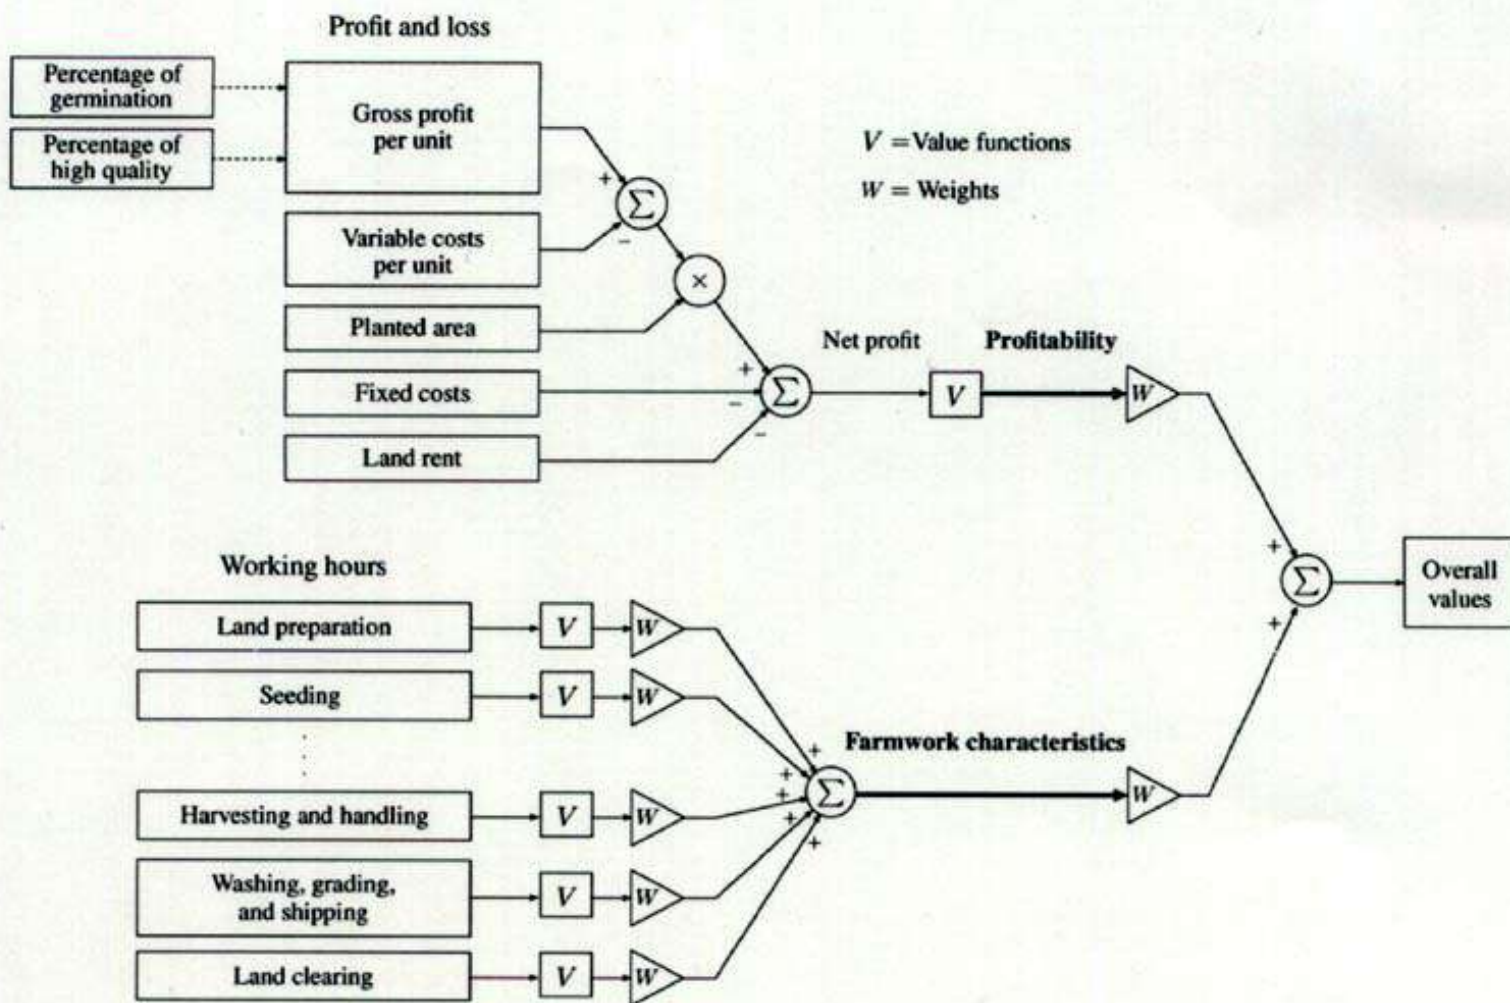 Profit and loss
Percentage of
germination
Percentage of
high quality
Gross profit
per unit
V = Value functions
W = Weights
+
Σ
−
Variable costs
per unit
×
Planted area
Net profit
Profitability
Fixed costs
+
−
−
Σ
V
W
Land rent
Working hours
+
Σ
+
Overall
values
Land preparation
V
W
Seeding
V
W
Farmwork characteristics
+
+
+
+
+
Σ
W
Harvesting and handling
V
W
Washing, grading,
and shipping
V
W
Land clearing
V
W